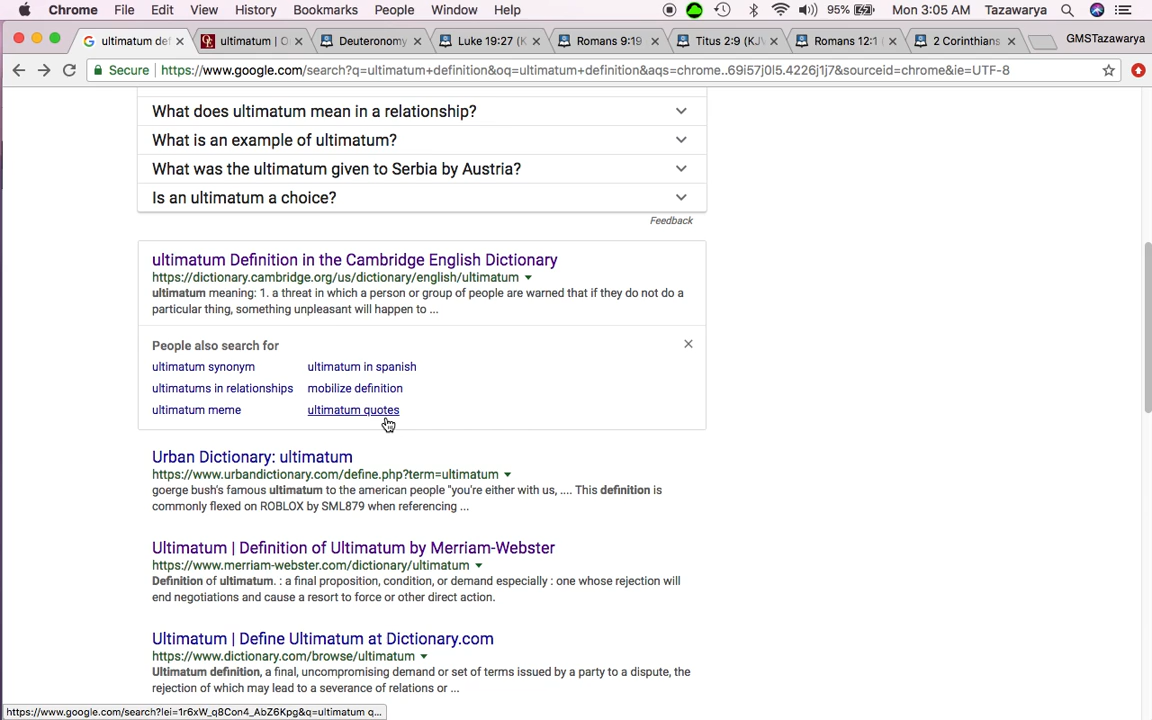 Chrome File Edit View History Bookmarks People Window Help 95% Mon 3:05 AM Tazawarya
ultimatum def ultimatum | O Deuteronomy Luke 19:27 (K Romans 9:19 Titus 2:9 (KJV Romans 12:1 ( 2 Corinthians GMSTazawarya
Secure https://www.google.com/search?q=ultimatum+definition&oq=ultimatum+definition&aqs=chrome..69i57j0l5.4226j1j7&sourceid=chrome&ie=UTF-8
What does ultimatum mean in a relationship?
What is an example of ultimatum?
What was the ultimatum given to Serbia by Austria?
Is an ultimatum a choice?
Feedback
ultimatum Definition in the Cambridge English Dictionary
https://dictionary.cambridge.org/us/dictionary/english/ultimatum
ultimatum meaning: 1. a threat in which a person or group of people are warned that if they do not do a
particular thing, something unpleasant will happen to ...
People also search for
ultimatum synonym ultimatum in spanish
ultimatums in relationships mobilize definition
ultimatum meme ultimatum quotes
Urban Dictionary: ultimatum
https://www.urbandictionary.com/define.php?term=ultimatum
goerge bush's famous ultimatum to the american people "you're either with us, .... This definition is
commonly flexed on ROBLOX by SML879 when referencing ...
Ultimatum | Definition of Ultimatum by Merriam-Webster
https://www.merriam-webster.com/dictionary/ultimatum
Definition of ultimatum. : a final proposition, condition, or demand especially : one whose rejection will
end negotiations and cause a resort to force or other direct action.
Ultimatum | Define Ultimatum at Dictionary.com
https://www.dictionary.com/browse/ultimatum
Ultimatum definition, a final, uncompromising demand or set of terms issued by a party to a dispute, the
rejection of which may lead to a severance of relations or ...
https://www.google.com/search?lei=1r6xW_q8Con4_AbZ6Kpg&q=ultimatum q...